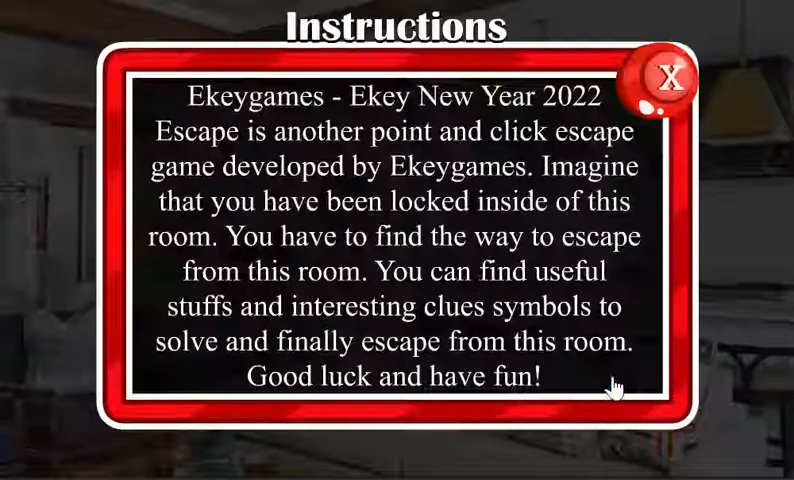 Instructions
X
Ekeygames - Ekey New Year 2022
Escape is another point and click escape
game developed by Ekeygames. Imagine
that you have been locked inside of this
room. You have to find the way to escape
from this room. You can find useful
stuffs and interesting clues symbols to
solve and finally escape from this room.
Good luck and have fun!